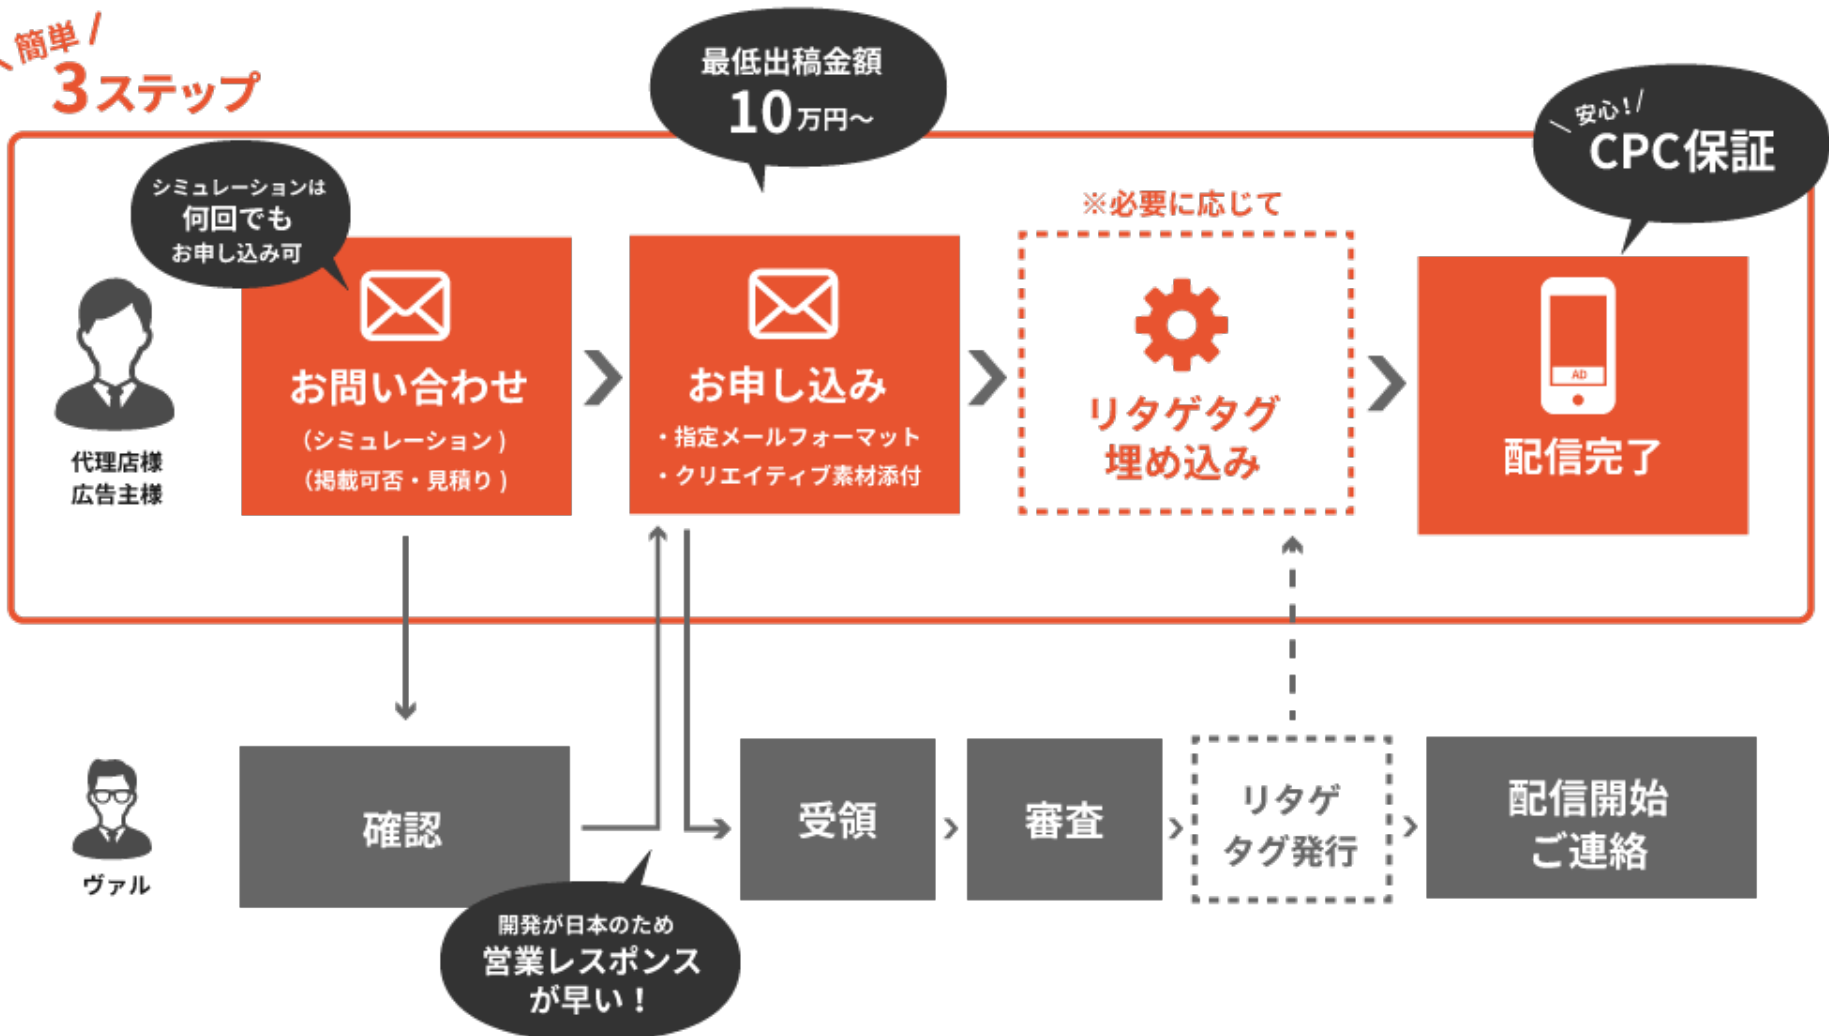 簡単
3ステップ
最低出稿金額
10万円〜
安心!
CPC保証
シミュレーションは
何回でも
お申し込み可
※必要に応じて
代理店様
広告主様
お問い合わせ
（シミュレーション）
（掲載可否・見積り）
お申し込み
・指定メールフォーマット
・クリエイティブ素材添付
リタゲタグ
埋め込み
AD
配信完了
ヴァル
確認
受領
審査
リタゲ
タグ発行
配信開始
ご連絡
開発が日本のため
営業レスポンス
が早い！